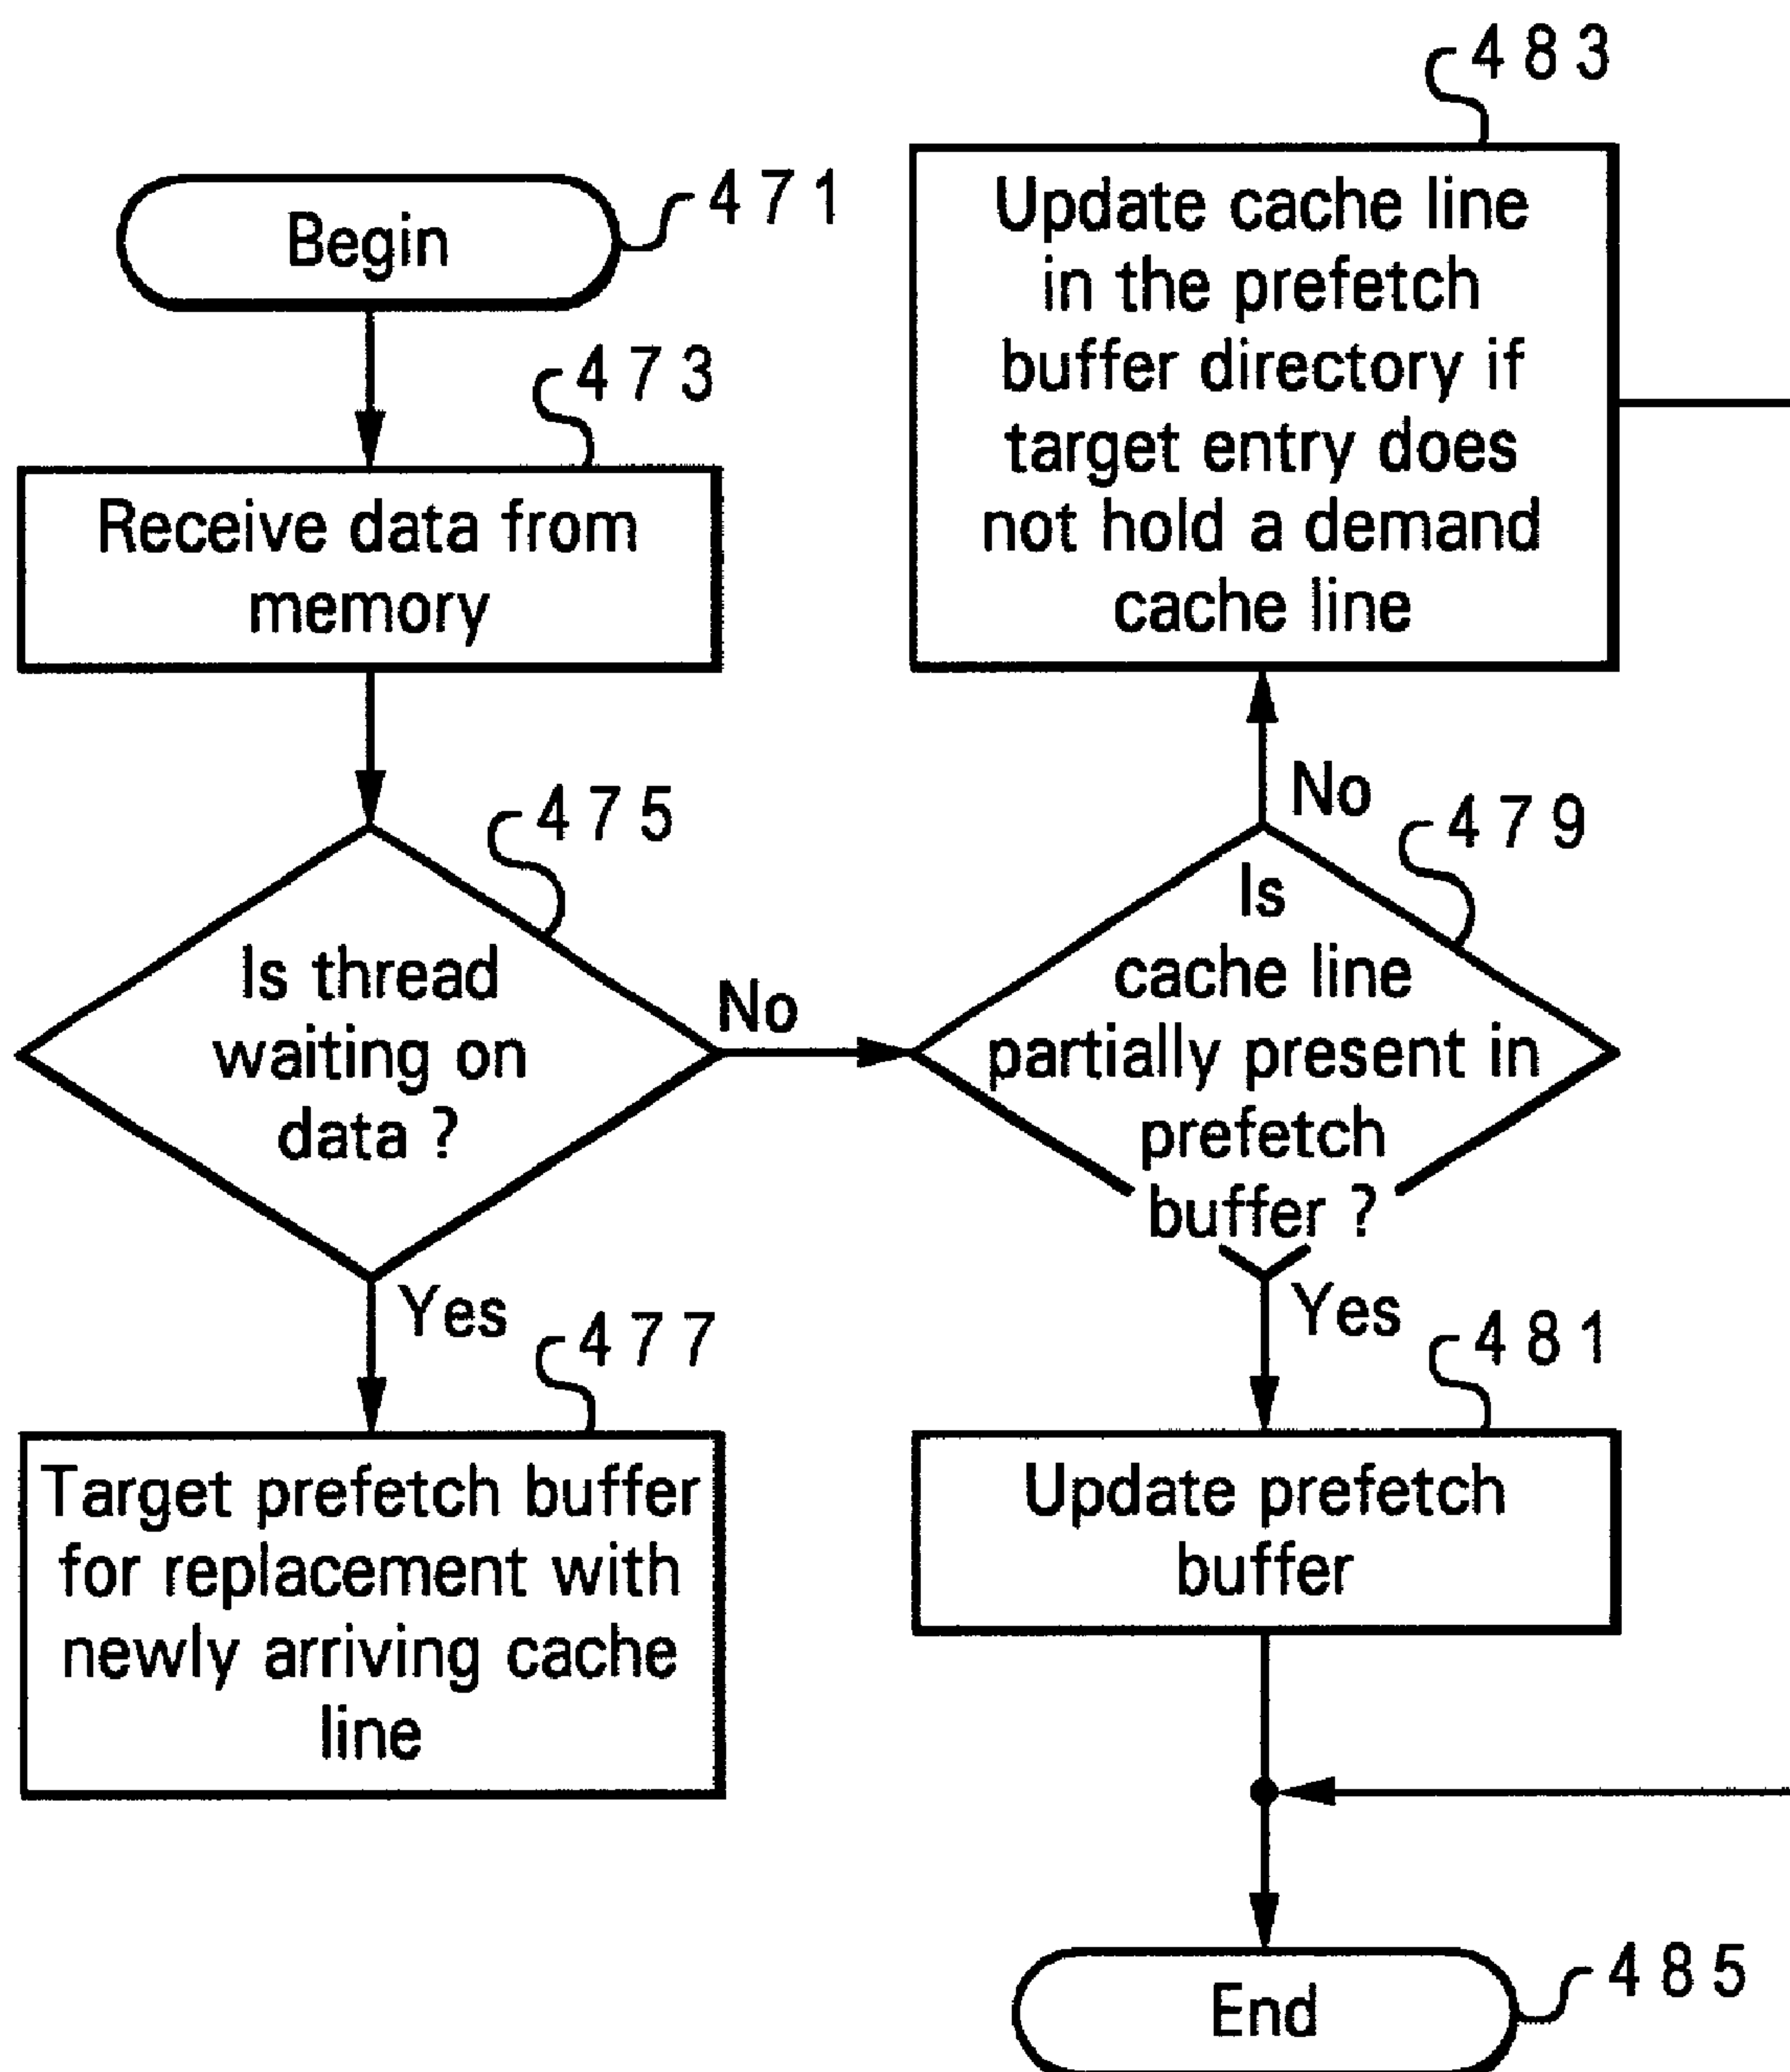 471
Begin
473
Receive data from
memory
475
Is thread
waiting on
data ?
No
Yes
477
Target prefetch buffer
for replacement with
newly arriving cache
line
483
Update cache line
in the prefetch
buffer directory if
target entry does
not hold a demand
cache line
No
479
Is
cache line
partially present in
prefetch
buffer ?
Yes
481
Update prefetch
buffer
End
485